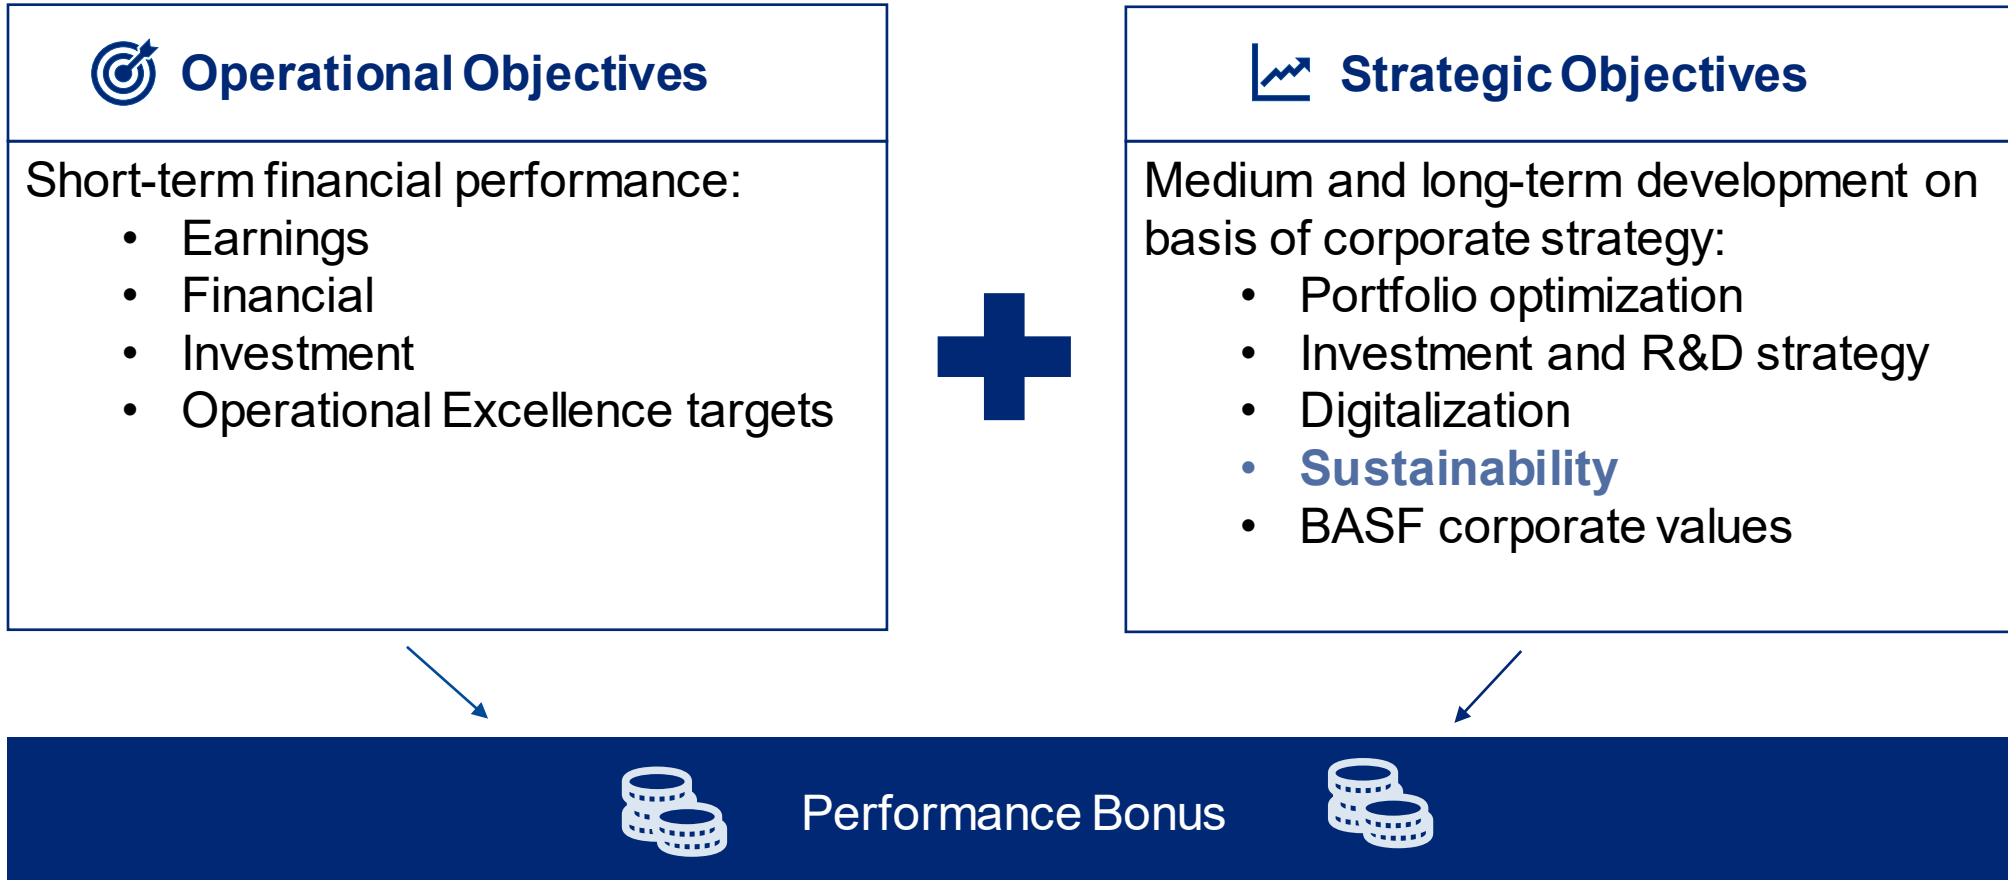 Operational Objectives
Short-term financial performance:
• Earnings
• Financial
• Investment
• Operational Excellence targets
Strategic Objectives
Medium and long-term development on
basis of corporate strategy:
• Portfolio optimization
• Investment and R&D strategy
• Digitalization
• Sustainability
• BASF corporate values
Performance Bonus